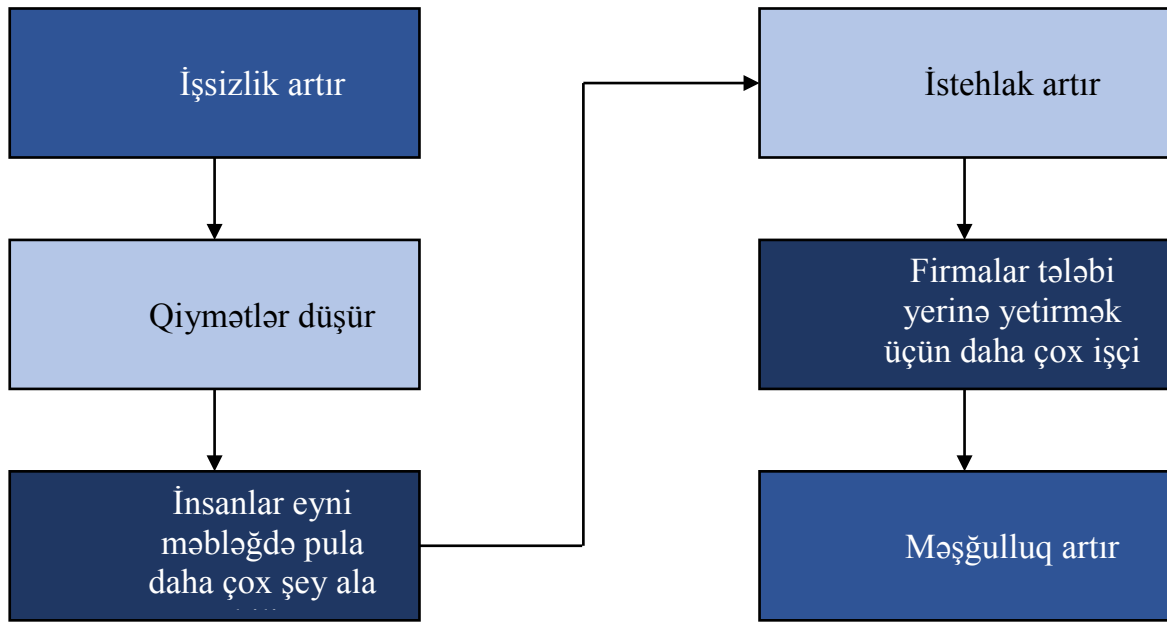 İşsizlik artır
Qiymətlər düşür
İnsanlar eyni
məbləğdə pula
daha çox şey ala
İstehlak artır
Firmalar tələbi
yerinə yetirmək
üçün daha çox işçi
Məşğulluq artır